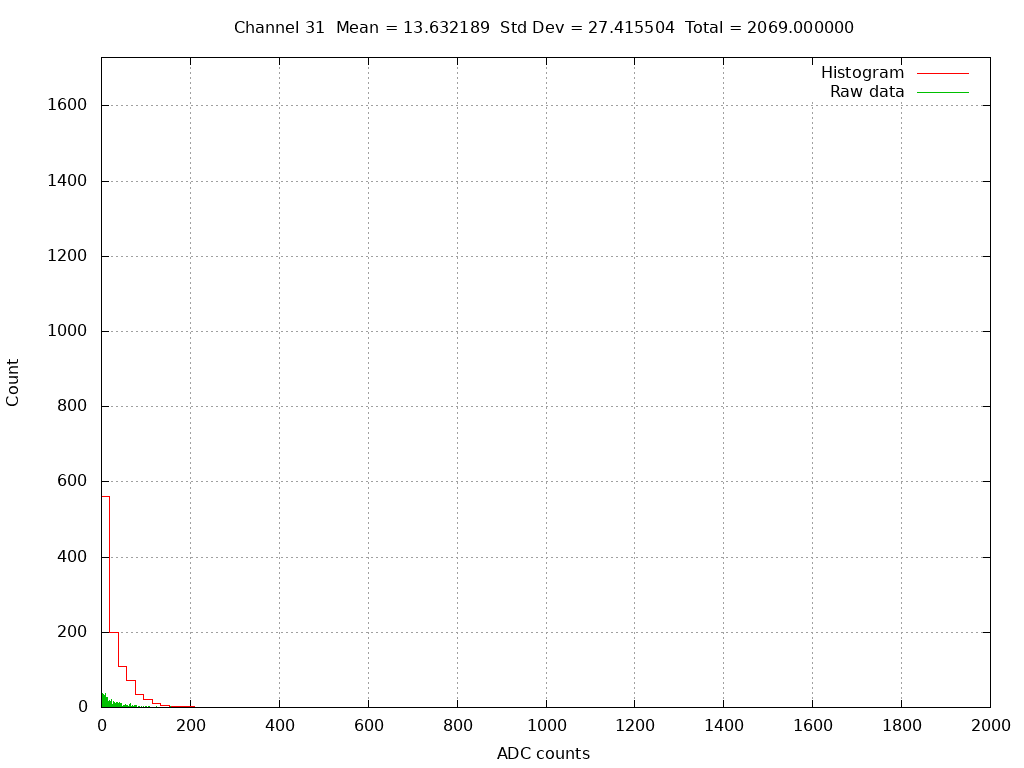 Channel 31  Mean = 13.632189  Std Dev = 27.415504  Total = 2069.000000
Histogram
Raw data
1600
1400
1200
1000
800
600
400
200
0
Count
0 200 400 600 800 1000 1200 1400 1600 1800 2000
ADC counts